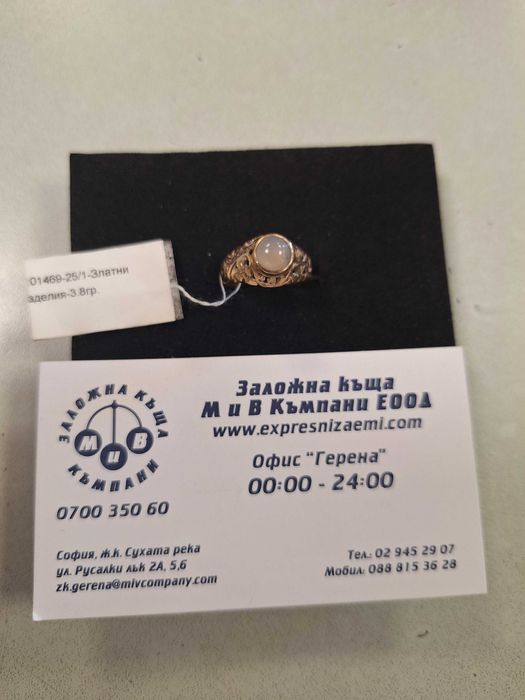 01469-25/1-Златни
зделия-3.8гр.
ЗАЛОЖНА КЪЩА
М и В
КЪМПАНИ
0700 350 60
Заложна къща
М и В Къмпани ЕООД
www.expresnizaemi.com
Офис "Герена"
00:00 - 24:00
София, ж.к. Сухата река
ул. Русалки лък 2А, 5,6
zk.gerena@mivcompany.com
Тел.: 02 945 29 07
Мобил: 088 815 36 28